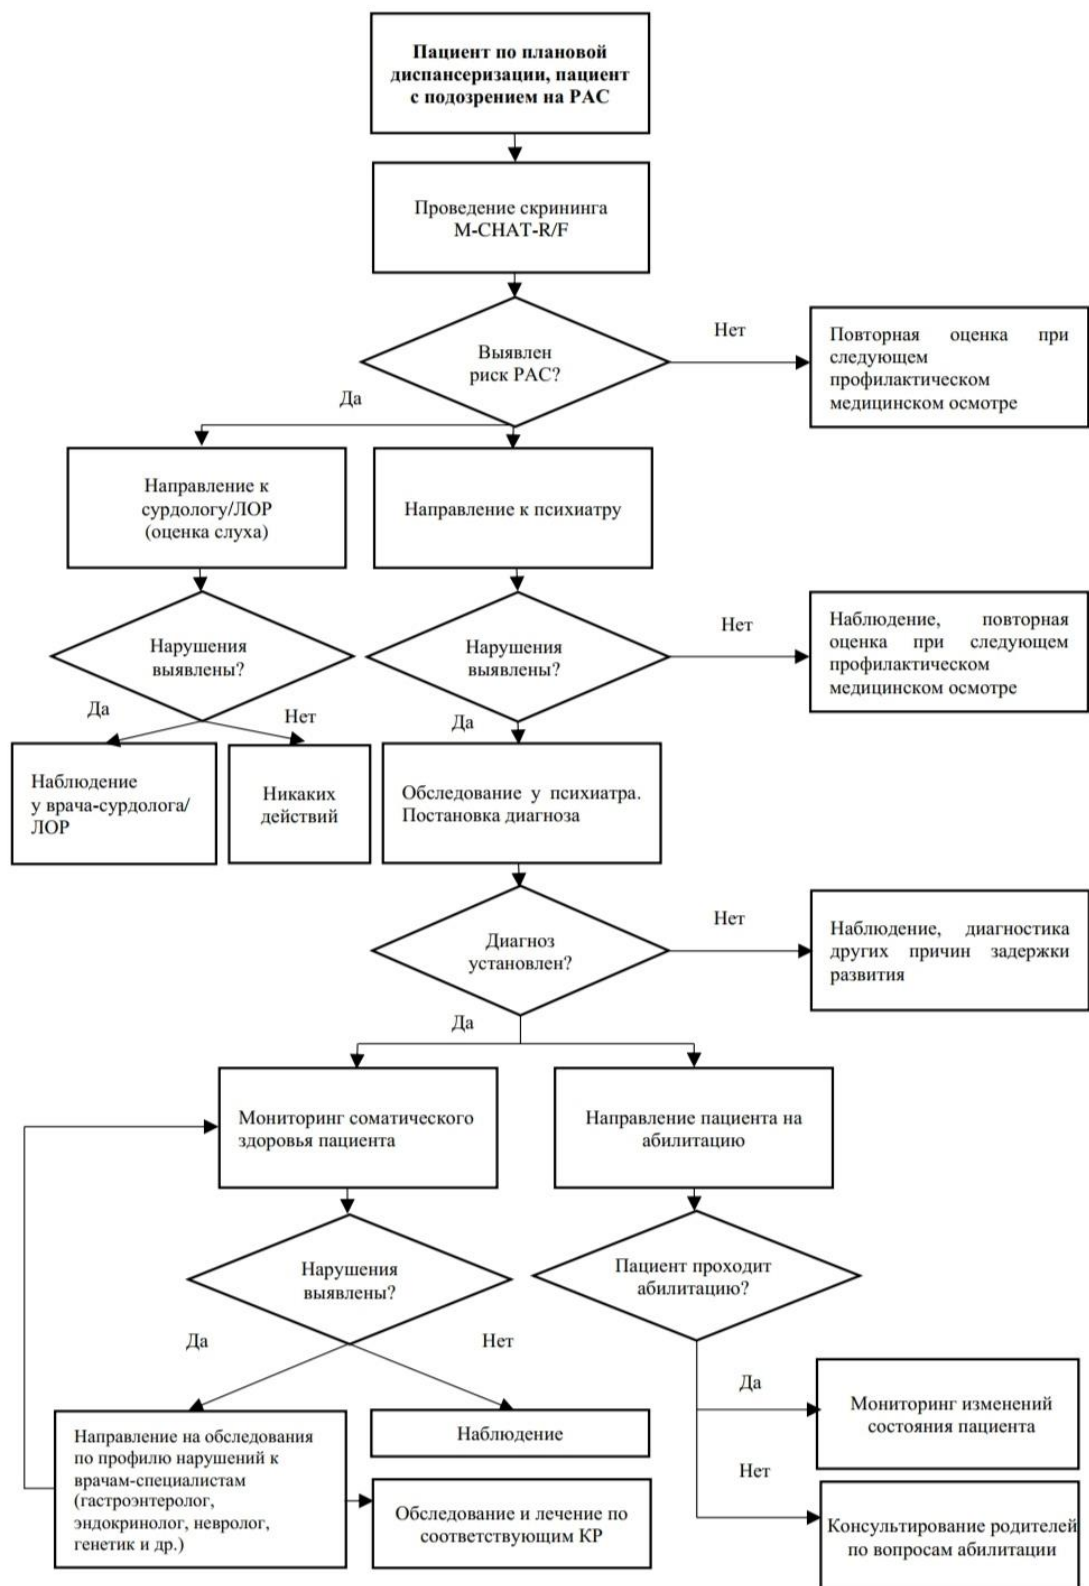 Пациент по плановой
диспансеризации, пациент
с подозрением на РАС
Проведение скрининга
M-CHAT-R/F
Выявлен
риск РАС?
Нет
Повторная оценка при
следующем
профилактическом
медицинском осмотре
Да
Направление к
сурдологу/ЛОР
(оценка слуха)
Направление к психиатру
Нарушения
выявлены?
Нарушения
выявлены?
Нет
Наблюдение, повторная
оценка при следующем
профилактическом
медицинском осмотре
Да
Нет
Да
Наблюдение
у врача-сурдолога/
ЛОР
Никаких
действий
Обследование у психиатра.
Постановка диагноза
Диагноз
установлен?
Нет
Наблюдение, диагностика
других причин задержки
развития
Да
Мониторинг соматического
здоровья пациента
Направление пациента на
абилитацию
Нарушения
выявлены?
Пациент проходит
абилитацию?
Да
Нет
Да
Мониторинг изменений
состояния пациента
Направление на обследования
по профилю нарушений к
врачам-специалистам
(гастроэнтеролог,
эндокринолог, невролог,
генетик и др.)
Наблюдение
Нет
Обследование и лечение по
соответствующим КР
Консультирование родителей
по вопросам абилитации